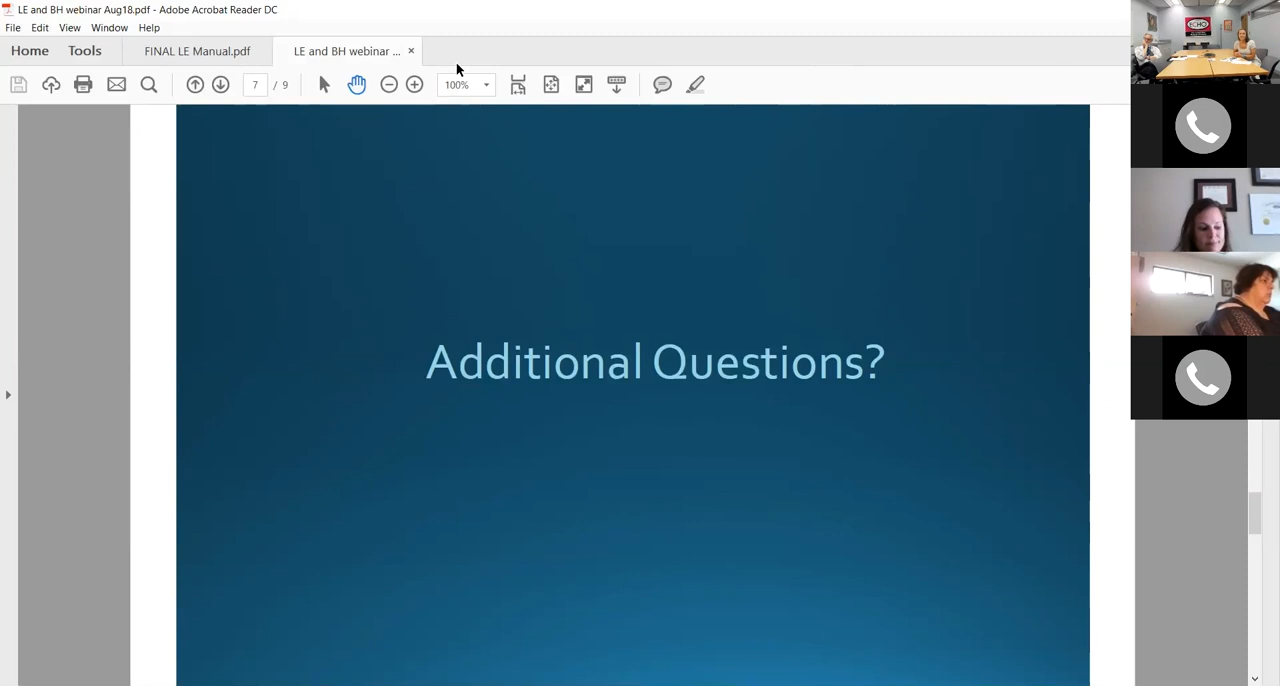 LE and BH webinar Aug18.pdf - Adobe Acrobat Reader DC
File Edit View Window Help
Home Tools FINAL LE Manual.pdf LE and BH webinar ... ×
7 / 9 100%
ECHO
Additional Questions?